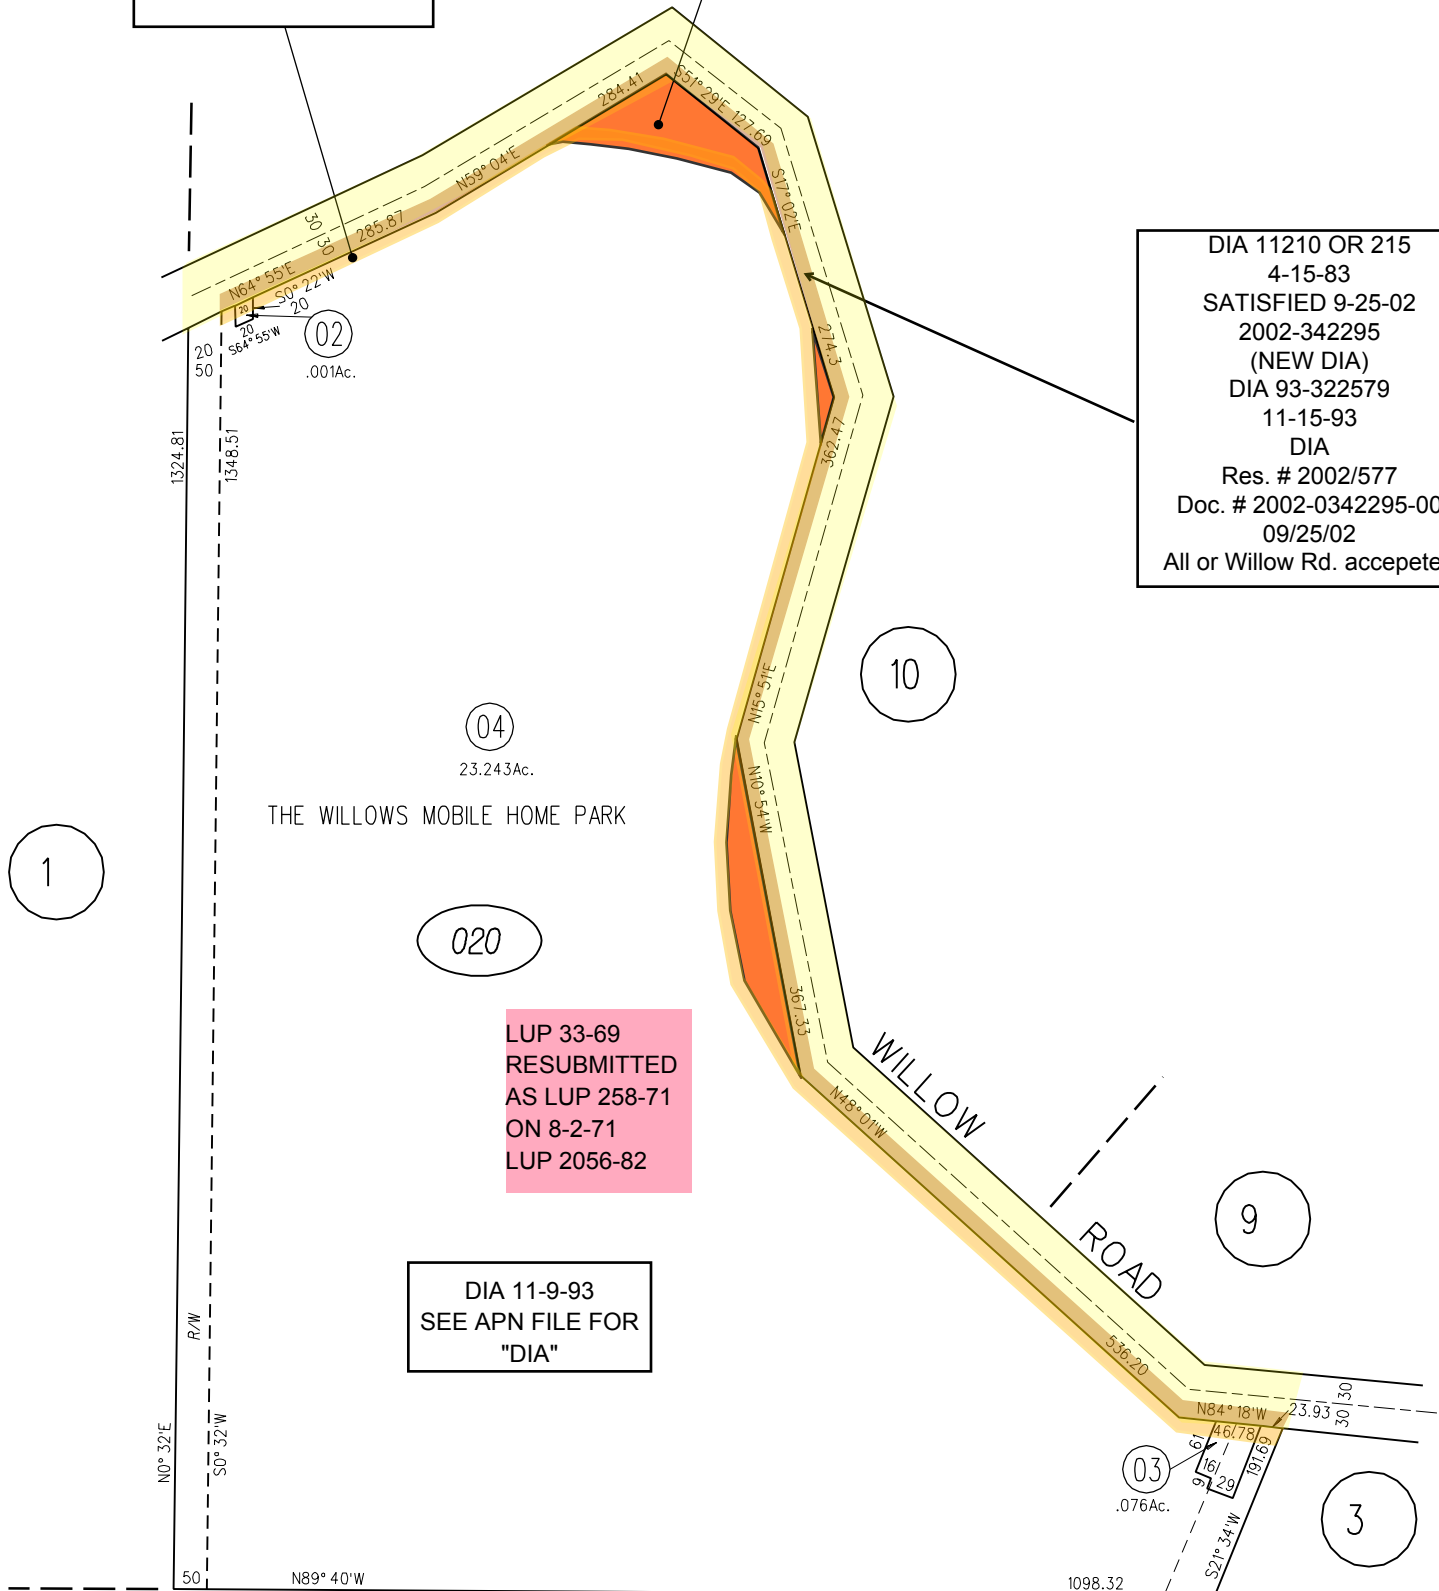 284.41
S51° 29'E 127.69
N59° 04'E
S17° 02'E
30 30
285.87
N64° 55'E
S0° 22'W
20
20
20
S64° 55'W
02
.001Ac.
20
50
274.3
362.47
1324.81
1348.51
DIA 11210 OR 215
4-15-83
SATISFIED 9-25-02
2002-342295
(NEW DIA)
DIA 93-322579
11-15-93
DIA
Res. # 2002/577
Doc. # 2002-0342295-00
09/25/02
All or Willow Rd. accepete
10
N15° 51'E
04
23.243Ac.
THE WILLOWS MOBILE HOME PARK
N10° 54'W
1
020
367.33
LUP 33-69
RESUBMITTED
AS LUP 258-71
ON 8-2-71
LUP 2056-82
WILLOW
ROAD
N48° 01'W
9
DIA 11-9-93
SEE APN FILE FOR
"DIA"
R/W
536.20
N84° 18'W
23.93
30 30
46/78
61
16/
9
29
191.69
03
.076Ac.
3
N0° 32'E
S0° 32'W
S21° 34'W
50
N89° 40'W
1098.32